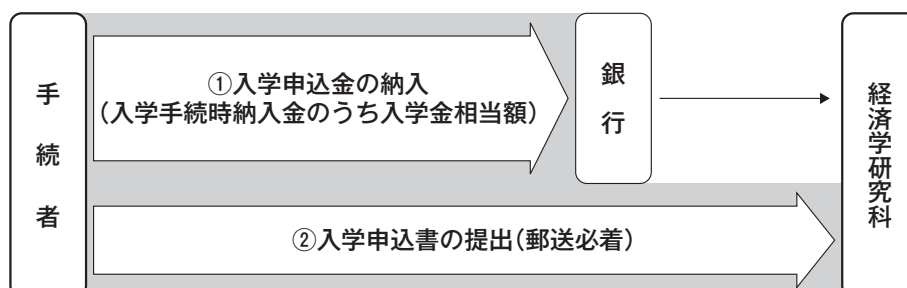 手続者
①入学申込金の納入
(入学手続時納入金のうち入学金相当額)
銀行
経済学研究科
②入学申込書の提出(郵送必着)